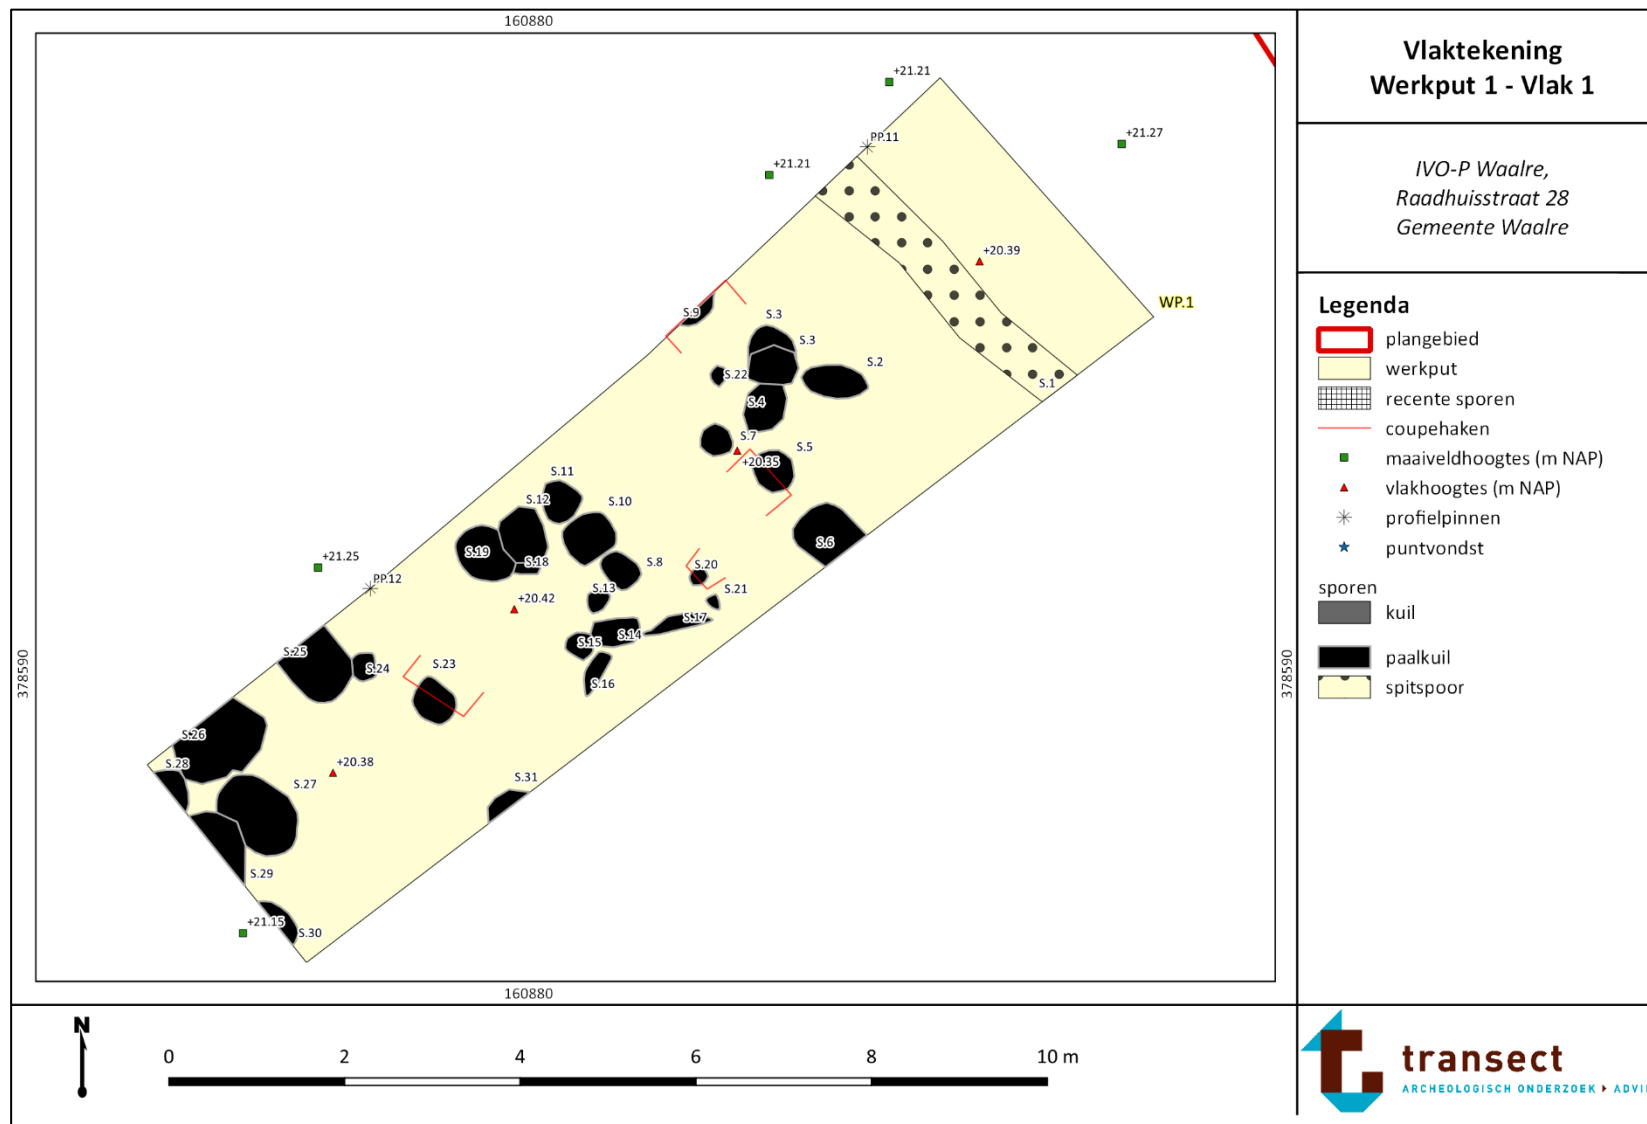 160880
Vlaktekening
Werkput 1 - Vlak 1
IVO-P Waalre,
Raadhuisstraat 28
Gemeente Waalre
Legenda
plangebied
werkput
recente sporen
coupehaken
maaiveldhoogtes (m NAP)
vlakhoogtes (m NAP)
profielpinnen
puntvondst
sporen
kuil
paalkuil
spitspoor
+21.21
PP.11
+21.27
+21.21
+20.39
WP.1
S.9
S.3
S.3
S.2
S.22
S.1
S.4
S.7
S.5
+20.35
S.11
S.12
S.10
S.6
S.19
S.18
S.8
S.20
+21.25
PP.12
S.13
S.21
+20.42
S.17
S.14
S.15
S.25
S.24
S.23
S.16
378590
378590
S.26
S.28
+20.38
S.27
S.31
S.29
+21.15
S.30
160880
N
0 2 4 6 8 10 m
transect
ARCHEOLOGISCH ONDERZOEK ▸ ADVI